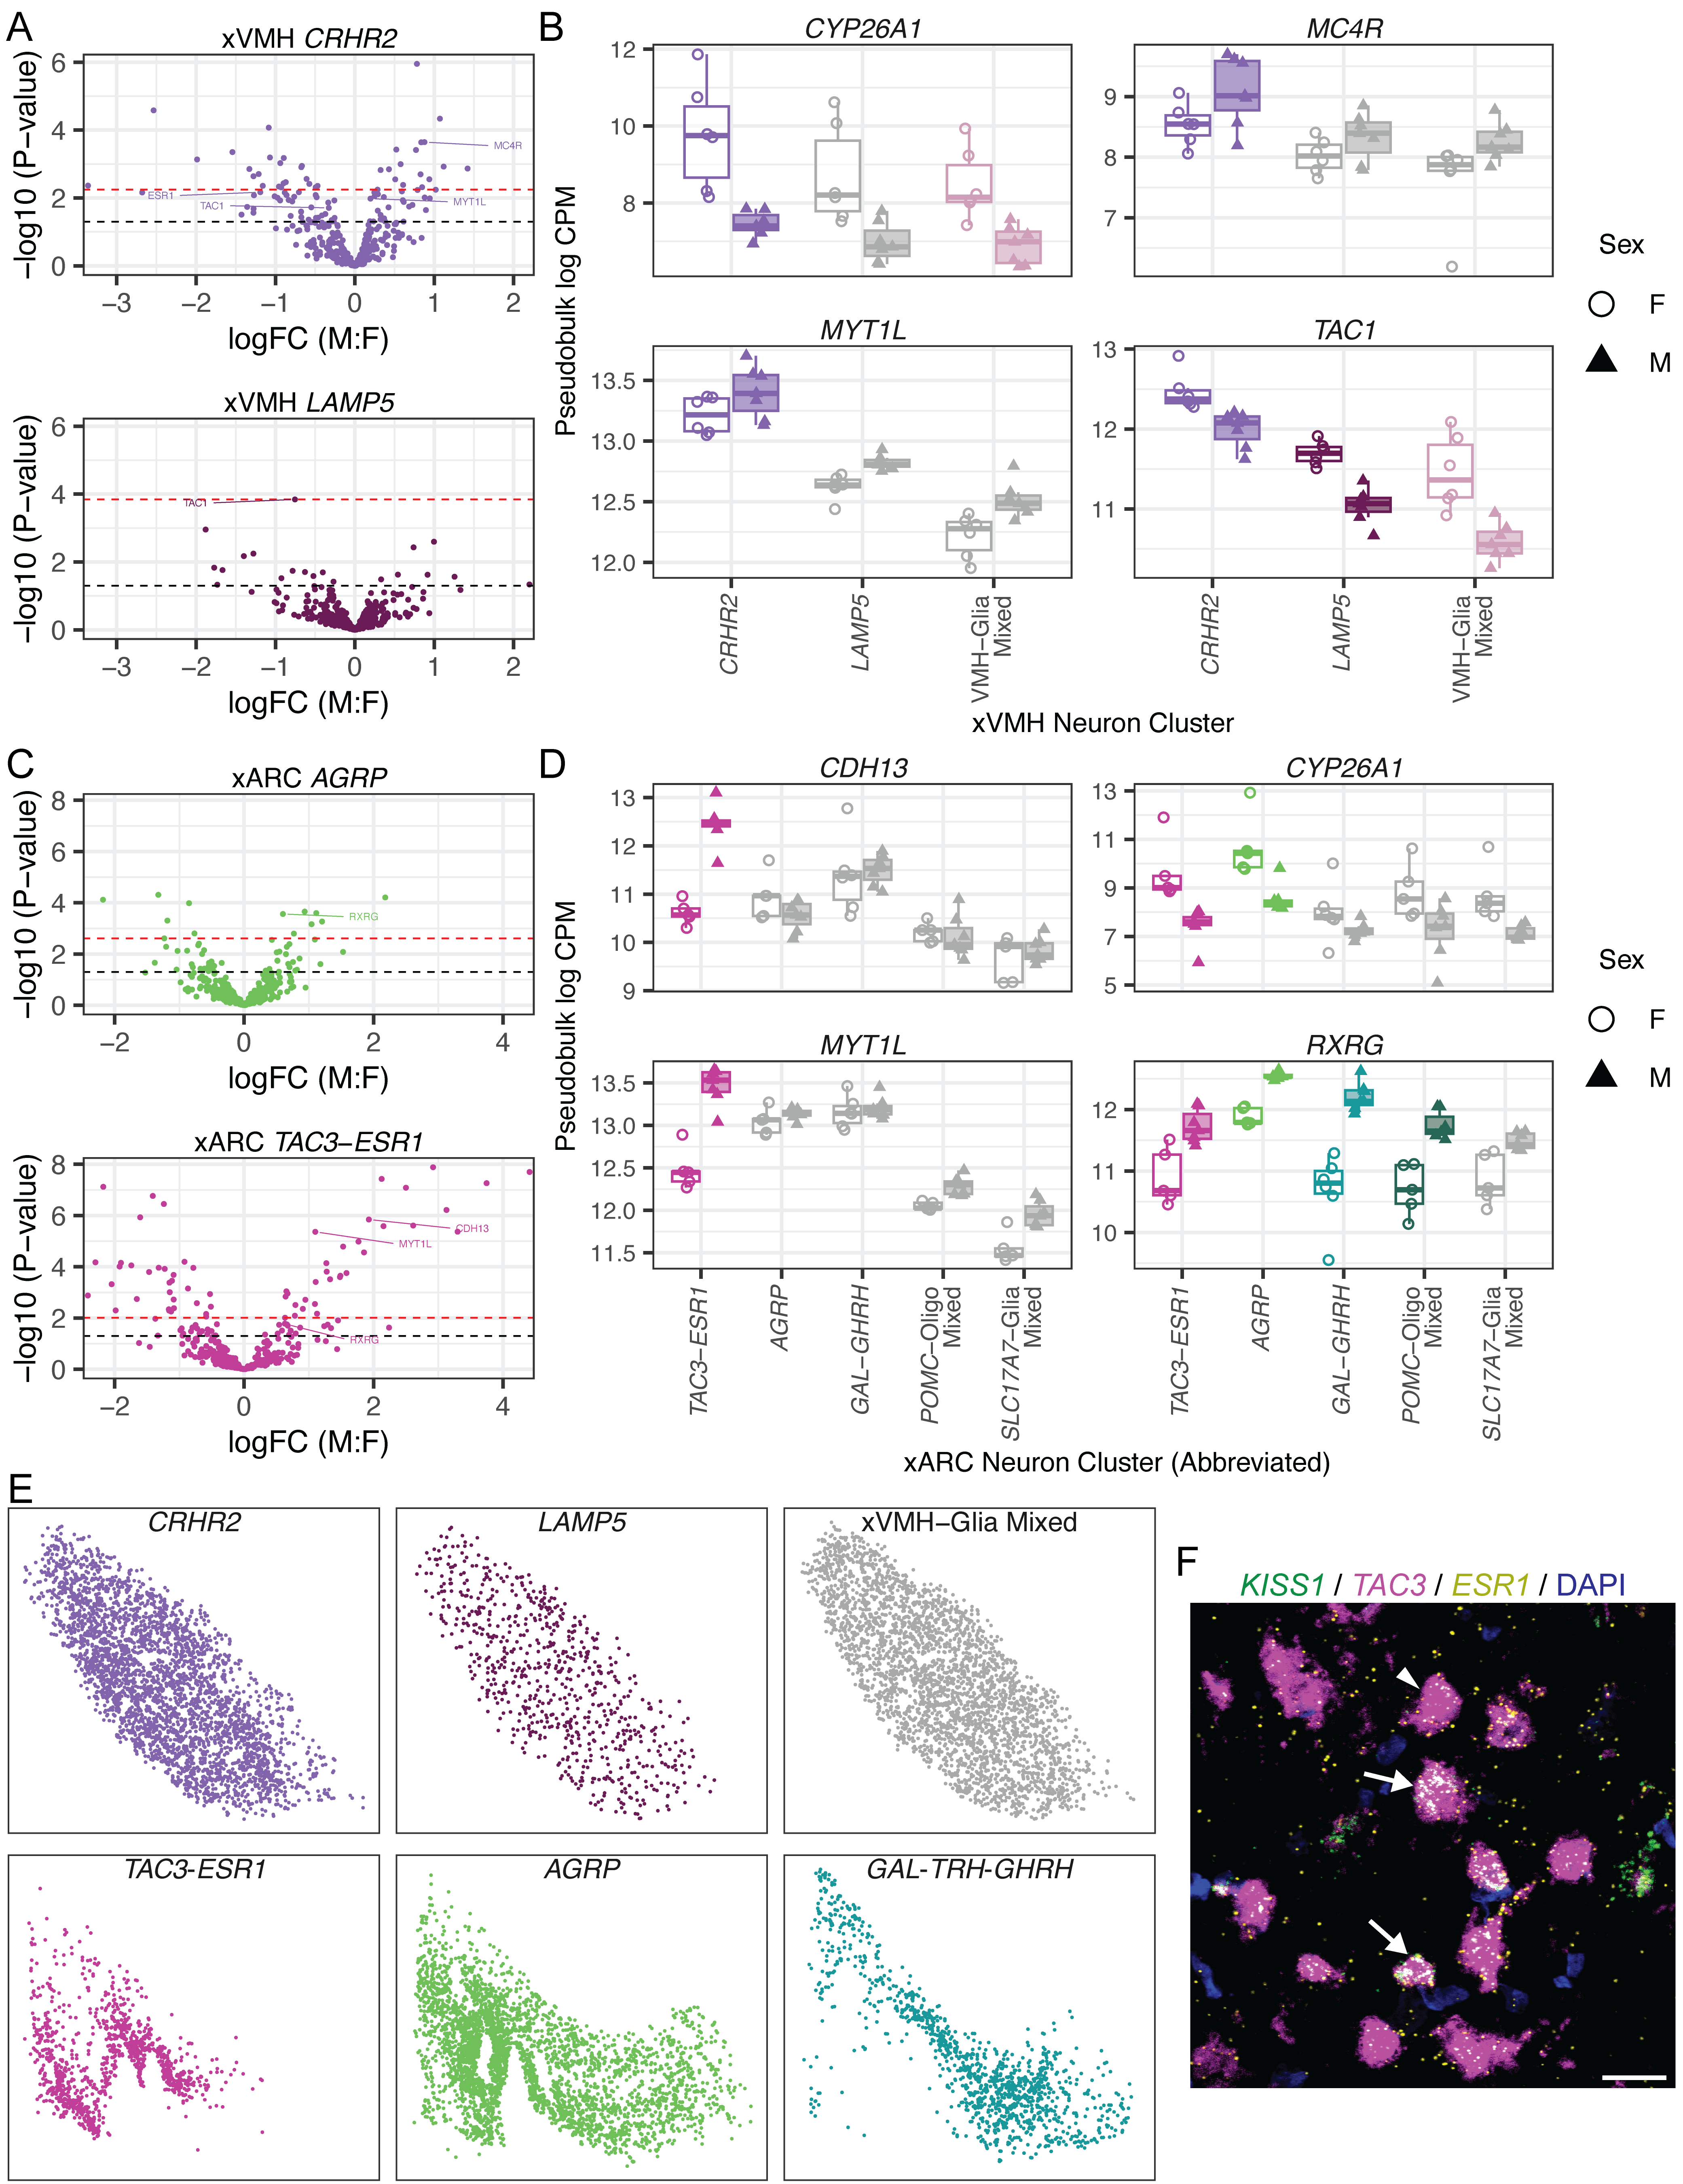 A
xVMH CRHR2
−log10 (P−value)
6
4
2
0
MC4R
ESR1
TAC1
MYT1L
−3 −2 −1 0 1 2
logFC (M:F)
xVMH LAMP5
−log10 (P−value)
6
4
2
0
TAC1
−3 −2 −1 0 1 2
logFC (M:F)
B
Pseudobulk log CPM
CYP26A1
12
10
8
MC4R
9
8
7
MYT1L
13.5
13.0
12.5
12.0
TAC1
13
12
11
CRHR2
LAMP5
VMH−Glia
Mixed
CRHR2
LAMP5
VMH−Glia
Mixed
xVMH Neuron Cluster
Sex
F
M
C
xARC AGRP
−log10 (P−value)
8
6
4
2
0
RXRG
−2 0 2 4
logFC (M:F)
xARC TAC3−ESR1
−log10 (P−value)
8
6
4
2
0
CDH13
MYT1L
RXRG
−2 0 2 4
logFC (M:F)
D
Pseudobulk log CPM
CDH13
13
12
11
10
9
CYP26A1
13
11
9
7
5
MYT1L
13.5
13.0
12.5
12.0
11.5
RXRG
12
11
10
TAC3−ESR1
AGRP
GAL−GHRH
POMC−Oligo
Mixed
SLC17A7−Glia
Mixed
TAC3−ESR1
AGRP
GAL−GHRH
POMC−Oligo
Mixed
SLC17A7−Glia
Mixed
xARC Neuron Cluster (Abbreviated)
Sex
F
M
E
CRHR2
LAMP5
xVMH−Glia Mixed
TAC3-ESR1
AGRP
GAL-TRH-GHRH
F
KISS1 / TAC3 / ESR1 / DAPI